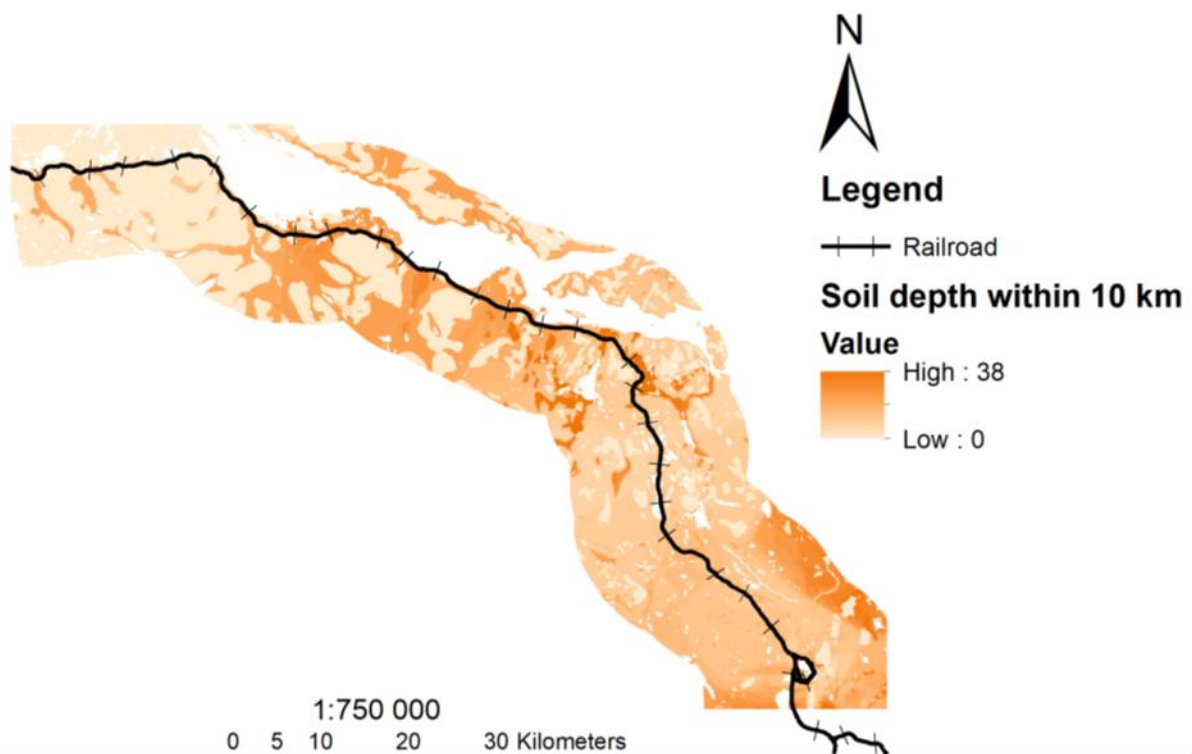 N
Legend
Railroad
Soil depth within 10 km
Value
High : 38
Low : 0
1:750 000
0 5 10 20 30 Kilometers